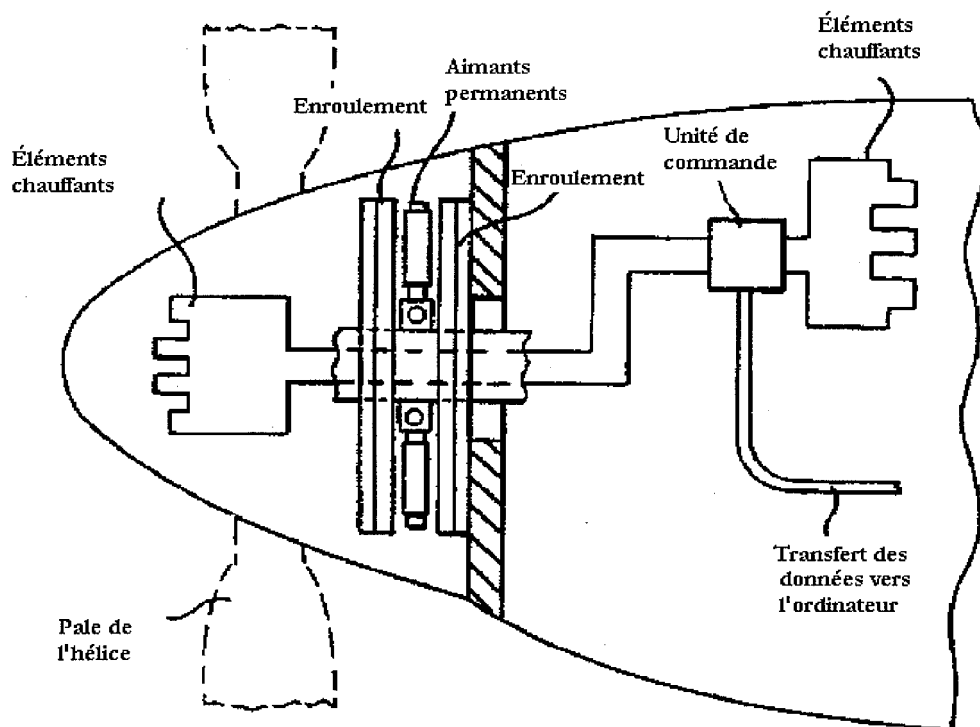 Éléments
chauffants
Aimants
permanents
Enroulement
Unité de
commande
Éléments
chauffants
Enroulement
Transfert des
données vers
l'ordinateur
Pale de
l'hélice